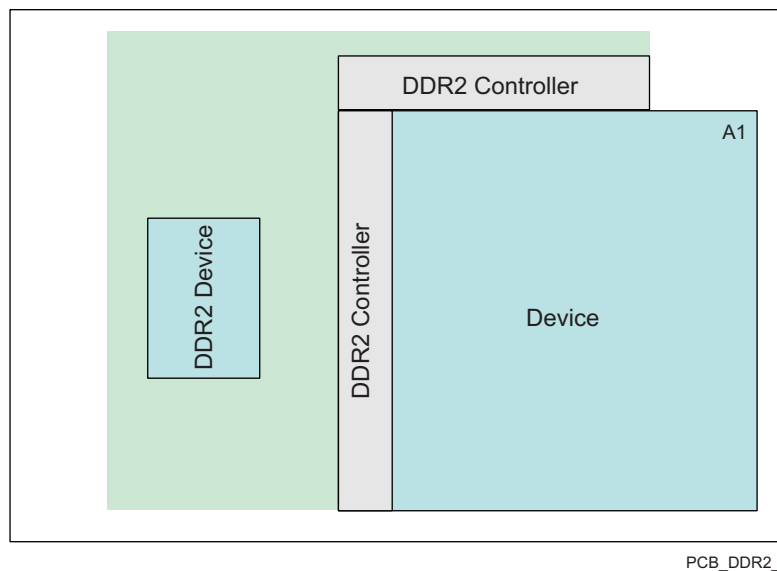 DDR2 Controller
A1
DDR2 Controller
DDR2 Device
Device
PCB_DDR2_